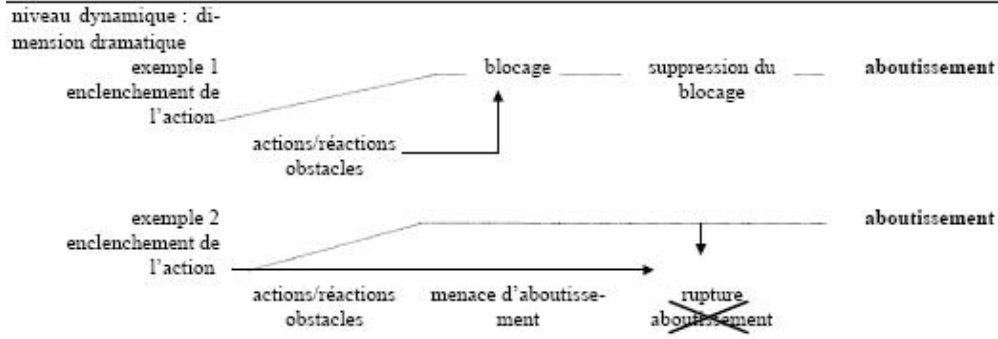 niveau dynamique : di-
mension dramatique
exemple 1
enclenchement de
l'action
blocage
suppression du
blocage
aboutissement
actions/réactions
obstacles
exemple 2
enclenchement de
l'action
aboutissement
actions/réactions
obstacles
menace d'aboutisse-
ment
rupture
aboutissement